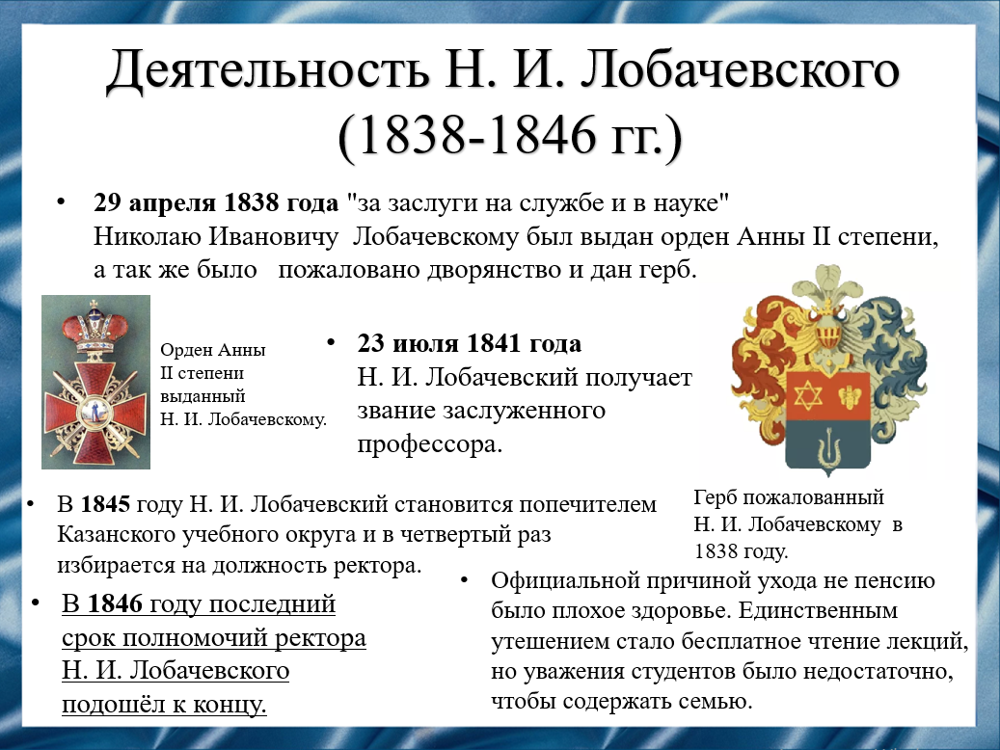 Деятельность Н. И. Лобачевского
(1838-1846 гг.)
• 29 апреля 1838 года "за заслуги на службе и в науке"
Николаю Ивановичу Лобачевскому был выдан орден Анны II степени,
а так же было пожаловано дворянство и дан герб.
Орден Анны
II степени
выданный
Н. И. Лобачевскому.
• 23 июля 1841 года
Н. И. Лобачевский получает
звание заслуженного
профессора.
Герб пожалованный
Н. И. Лобачевскому в
1838 году.
• В 1845 году Н. И. Лобачевский становится попечителем
Казанского учебного округа и в четвертый раз
избирается на должность ректора.
• В 1846 году последний
срок полномочий ректора
Н. И. Лобачевского
подошёл к концу.
• Официальной причиной ухода не пенсию
было плохое здоровье. Единственным
утешением стало бесплатное чтение лекций,
но уважения студентов было недостаточно,
чтобы содержать семью.